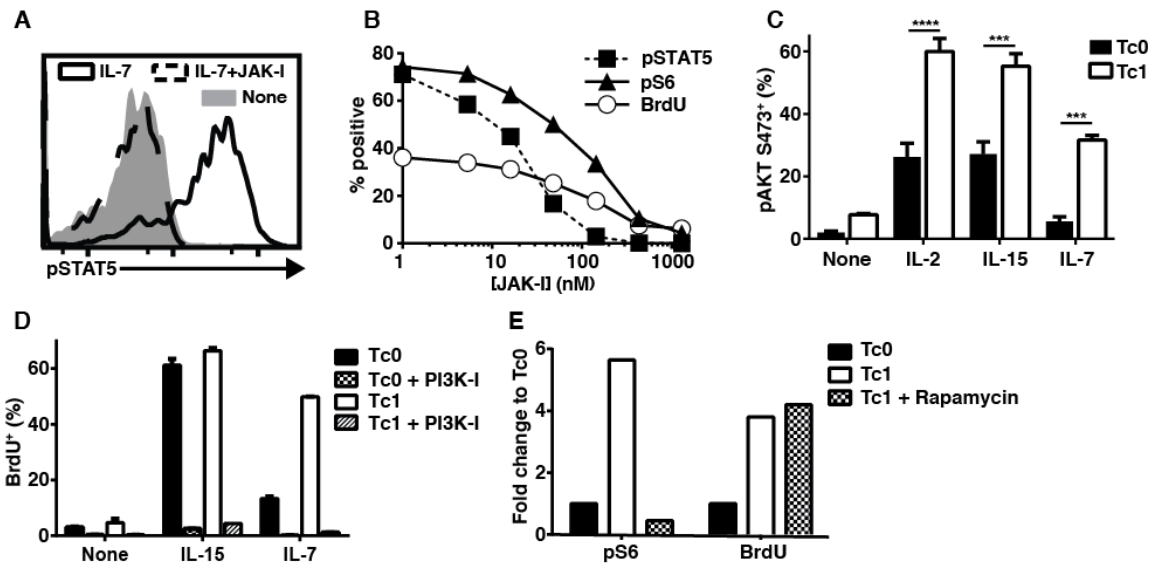 A
IL-7 IL-7+JAK-I
None
pSTAT5
B
80
60
40
20
0
% positive
pSTAT5
pS6
BrdU
1 10 100 1000
[JAK-I] (nM)
C
60
40
20
0
pAKT S473+ (%)
**** *** ***
Tc0
Tc1
None IL-2 IL-15 IL-7
D
60
40
20
0
BrdU+ (%)
Tc0
Tc0 + PI3K-I
Tc1
Tc1 + PI3K-I
None IL-15 IL-7
E
6
4
2
0
Fold change to Tc0
Tc0
Tc1
Tc1 + Rapamycin
pS6 BrdU